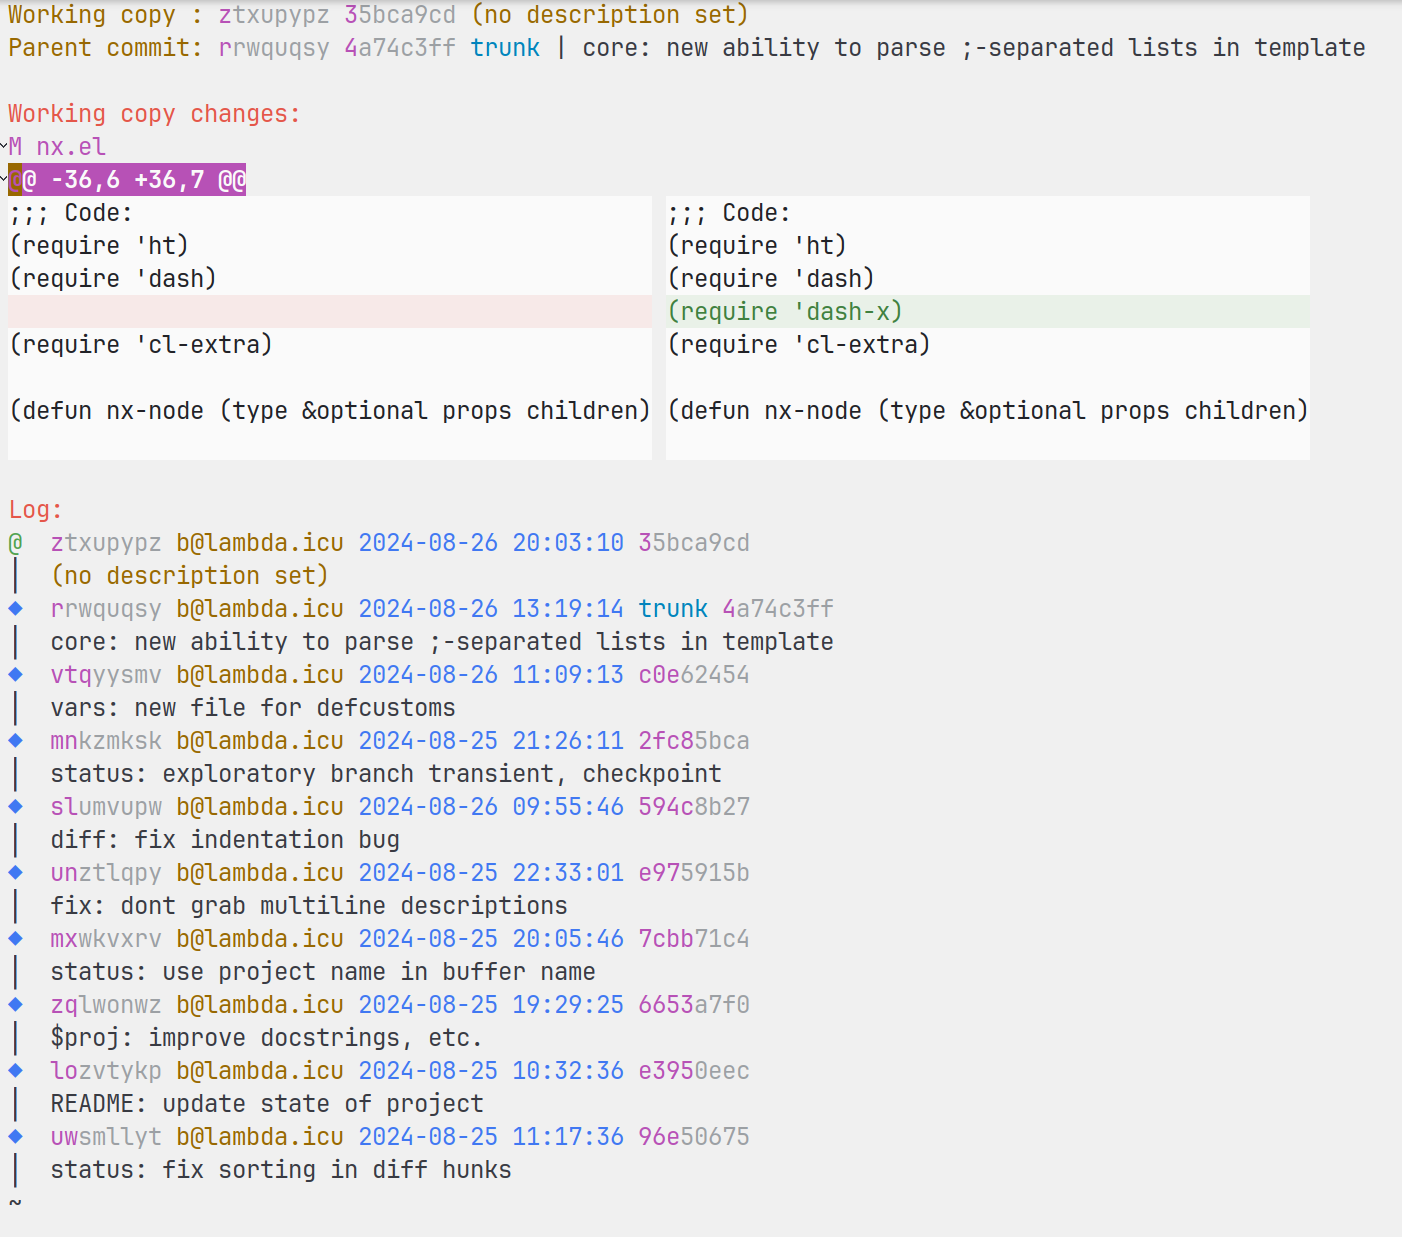 Working copy : ztxupypz 35bca9cd (no description set)
Parent commit: rrwquqsy 4a74c3ff trunk | core: new ability to parse ;-separated lists in template
Working copy changes:
M nx.el
@@ -36,6 +36,7 @@
;;; Code: ;;; Code:
(require 'ht) (require 'ht)
(require 'dash) (require 'dash)
(require 'dash-x)
(require 'cl-extra) (require 'cl-extra)
(defun nx-node (type &optional props children) (defun nx-node (type &optional props children)
Log:
@ ztxupypz b@lambda.icu 2024-08-26 20:03:10 35bca9cd
│ (no description set)
◆ rrwquqsy b@lambda.icu 2024-08-26 13:19:14 trunk 4a74c3ff
│ core: new ability to parse ;-separated lists in template
◆ vtqyysmv b@lambda.icu 2024-08-26 11:09:13 c0e62454
│ vars: new file for defcustoms
◆ mnkzmksk b@lambda.icu 2024-08-25 21:26:11 2fc85bca
│ status: exploratory branch transient, checkpoint
◆ slumvupw b@lambda.icu 2024-08-26 09:55:46 594c8b27
│ diff: fix indentation bug
◆ unztlqpy b@lambda.icu 2024-08-25 22:33:01 e975915b
│ fix: dont grab multiline descriptions
◆ mxwkvxrv b@lambda.icu 2024-08-25 20:05:46 7cbb71c4
│ status: use project name in buffer name
◆ zqlwonwz b@lambda.icu 2024-08-25 19:29:25 6653a7f0
│ $proj: improve docstrings, etc.
◆ lozvtykp b@lambda.icu 2024-08-25 10:32:36 e3950eec
│ README: update state of project
◆ uwsmllyt b@lambda.icu 2024-08-25 11:17:36 96e50675
│ status: fix sorting in diff hunks
~